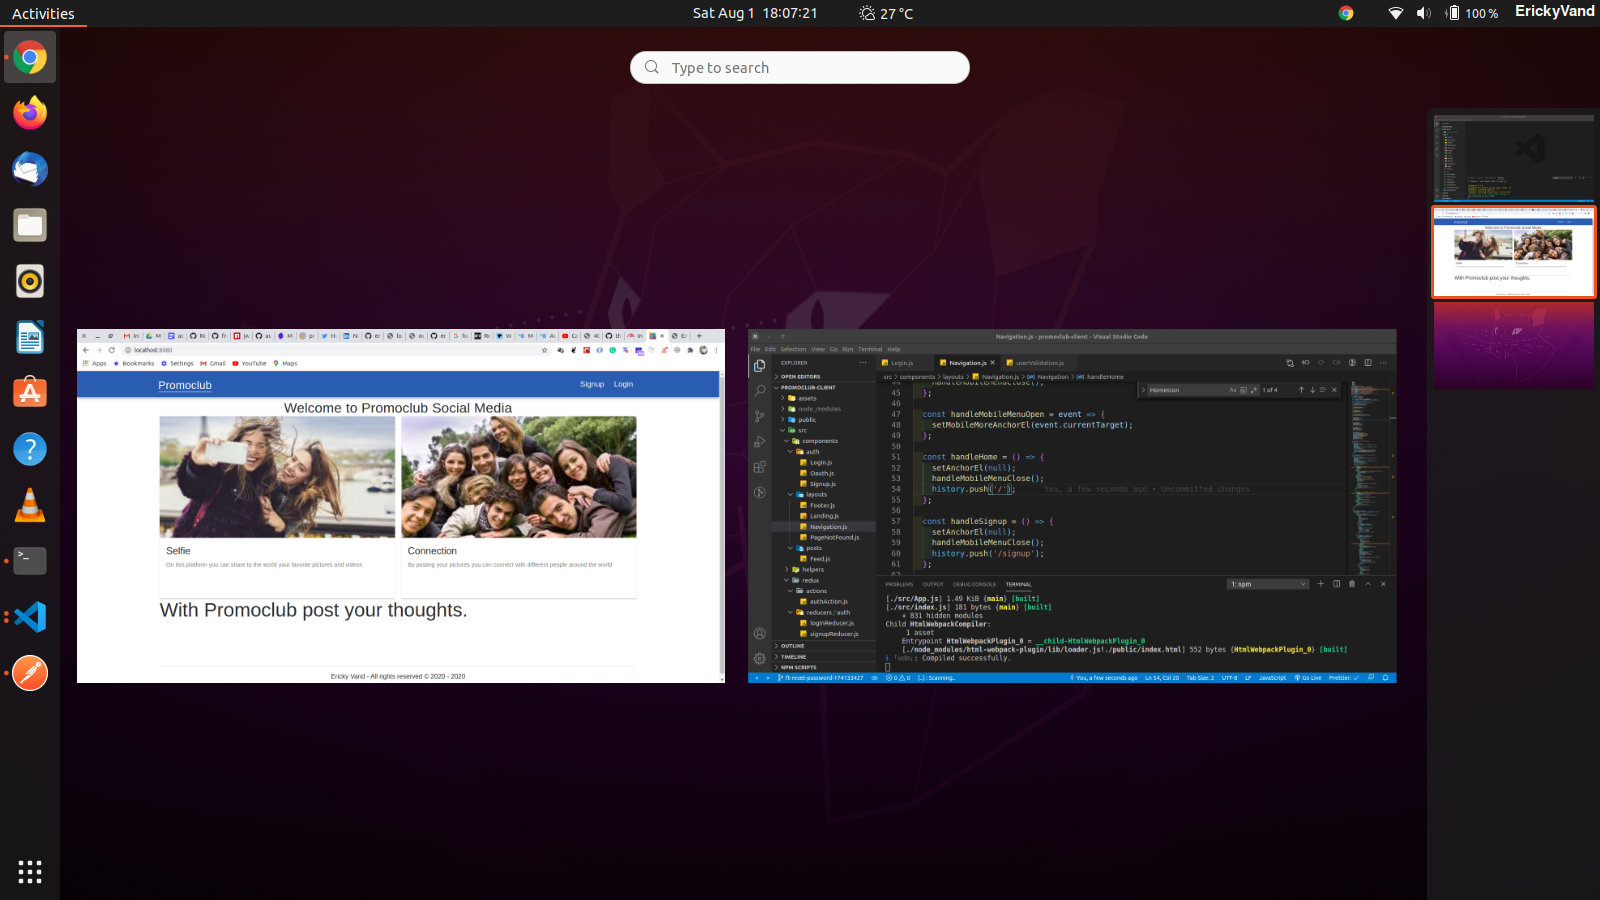 Activities
Sat Aug 1 18:07:21
27 °C
100 %
ErickyVand
Type to search
localhost:8080
Apps
Bookmarks
Settings
Gmail
YouTube
Maps
Promoclub
Signup
Login
Welcome to Promoclub Social Media
Selfie
On this platform you can share to the world your favorite pictures and videos
Connection
By posting your pictures you can connect with different people around the world
With Promoclub post your thoughts.
Ericky Vand - All rights reserved © 2020 - 2020
Navigation.js - promoclub-client - Visual Studio Code
File Edit Selection View Go Run Terminal Help
EXPLORER
OPEN EDITORS
PROMOCLUB-CLIENT
assets
node_modules
public
src
components
auth
Login.js
Oauth.js
Signup.js
layouts
Footer.js
Landing.js
Navigation.js
PageNotFound.js
posts
Feed.js
helpers
redux
actions
authAction.js
reducers / auth
loginReducer.js
signupReducer.js
OUTLINE
TIMELINE
NPM SCRIPTS
Login.js
Navigation.js
userValidation.js
src > components > layouts > Navigation.js > Navigation > handleHome
HomeIcon
1 of 4
44 handleMobileMenuClose();
45 };
46
47 const handleMobileMenuOpen = event => {
48 setMobileMoreAnchorEl(event.currentTarget);
49 };
50
51 const handleHome = () => {
52 setAnchorEl(null);
53 handleMobileMenuClose();
54 history.push('/'); You, a few seconds ago • Uncommitted changes
55 };
56
57 const handleSignup = () => {
58 setAnchorEl(null);
59 handleMobileMenuClose();
60 history.push('/signup');
61 };
62
PROBLEMS OUTPUT DEBUG CONSOLE TERMINAL
1: npm
[./src/App.js] 1.49 KiB {main} [built]
[./src/index.js] 181 bytes {main} [built]
+ 831 hidden modules
Child HtmlWebpackCompiler:
1 asset
Entrypoint HtmlWebpackPlugin_0 = __child-HtmlWebpackPlugin_0
[./node_modules/html-webpack-plugin/lib/loader.js!./public/index.html] 552 bytes {HtmlWebpackPlugin_0} [built]
ℹ ｢wdm｣: Compiled successfully.
ft-reset-password-174133427
0 0
Scanning..
You, a few seconds ago
Ln 54, Col 20
Tab Size: 2
UTF-8
LF
JavaScript
Go Live
Prettier: ✓